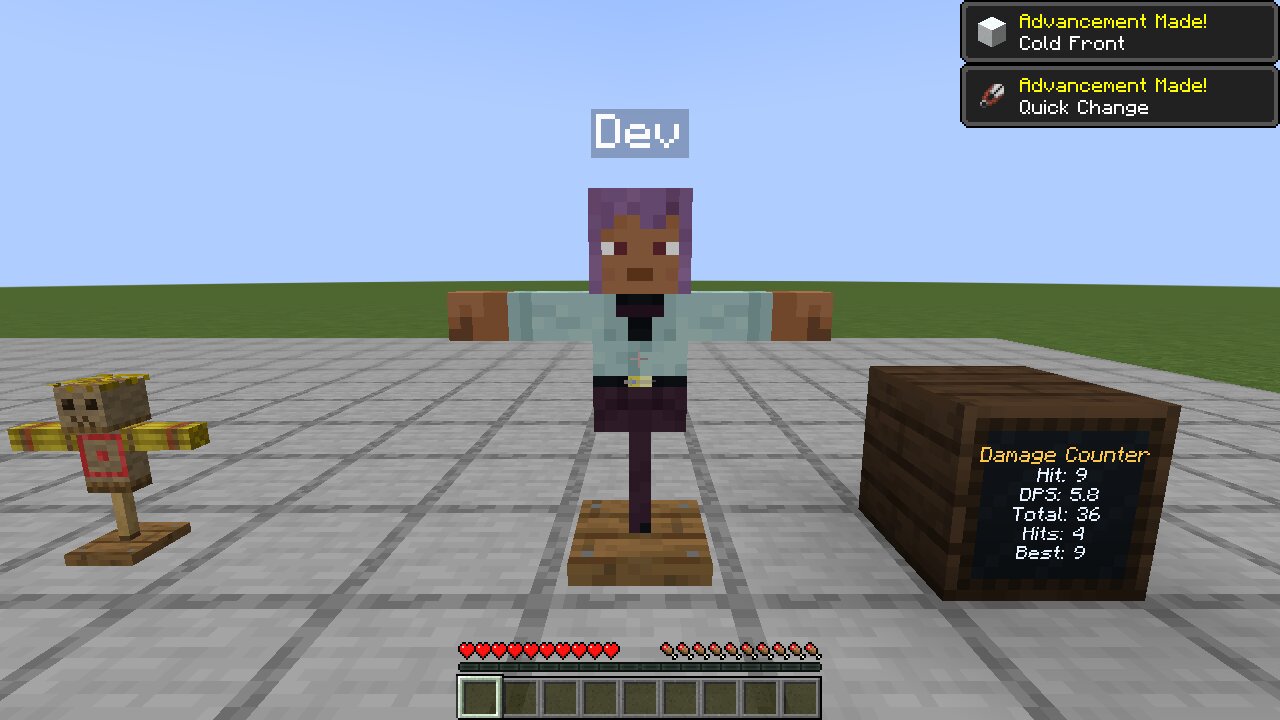 Advancement Made!
Cold Front
Advancement Made!
Quick Change
Dev
Damage Counter
Hit: 9
DPS: 5.8
Total: 36
Hits: 4
Best: 9